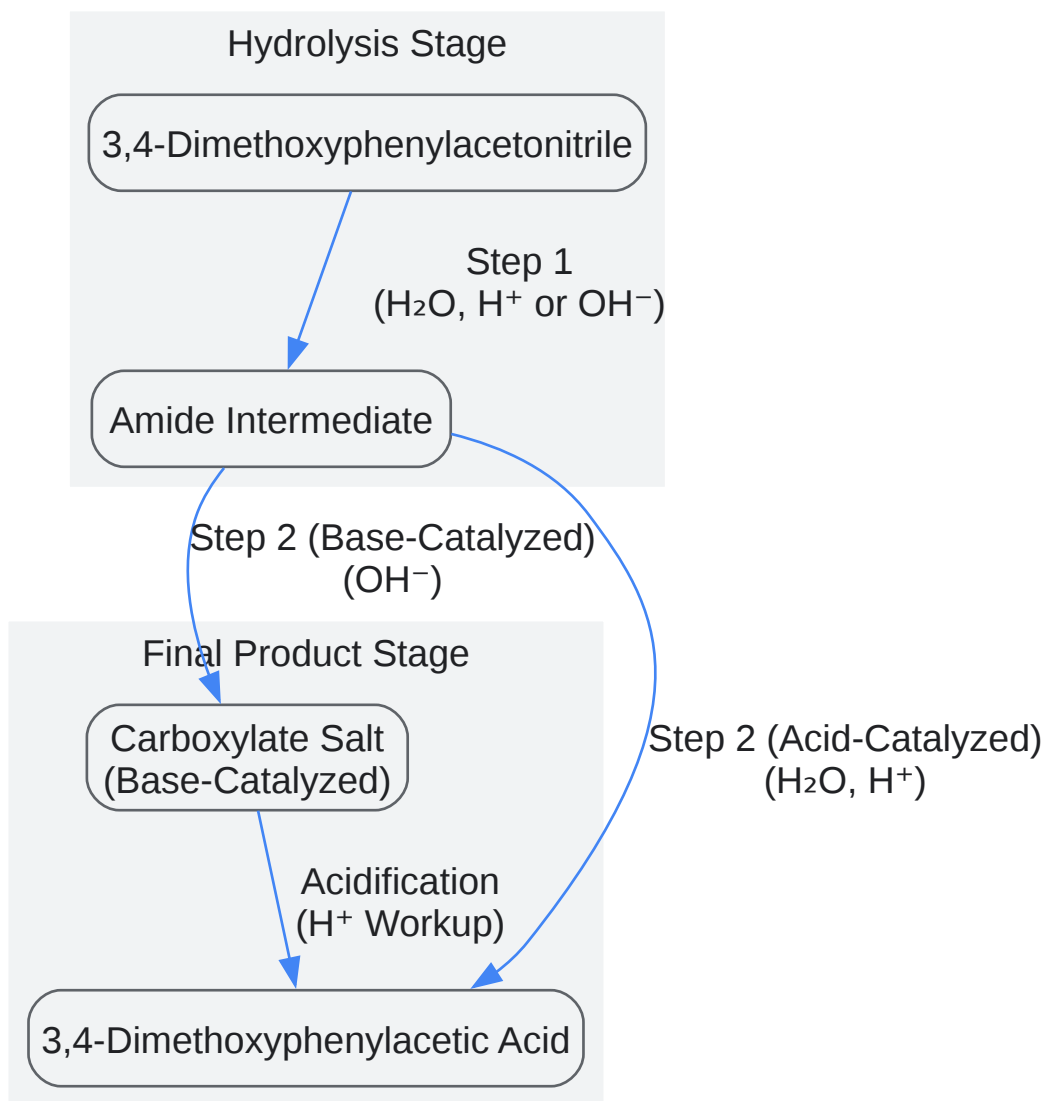 Hydrolysis Stage
3,4-Dimethoxyphenylacetonitrile
Step 1
(H₂O, H⁺ or OH⁻)
Amide Intermediate
Step 2 (Base-Catalyzed)
(OH⁻)
Final Product Stage
Carboxylate Salt
(Base-Catalyzed)
Step 2 (Acid-Catalyzed)
(H₂O, H⁺)
Acidification
(H⁺ Workup)
3,4-Dimethoxyphenylacetic Acid